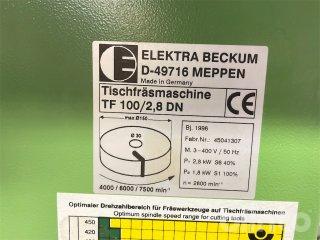 ELEKTRA BECKUM
D-49716 MEPPEN
Made in Germany
Tischfräsmaschine
TF 100/2,8 DN
CE
max Ø150
Ø 30
4000 / 6000 / 7500 min⁻¹
Bj. 1996
Fabr.Nr.: 45041307
M. 3~400 V / 50 Hz
P₁= 2,8 kW S6 40%
P₂= 1,8 kW S1 100%
n = 2800 min⁻¹
Optimaler Drehzahlbereich für Fräswerkzeuge auf Tischfräsmaschinen
Optimum spindle speed range for cutting tools
450
420